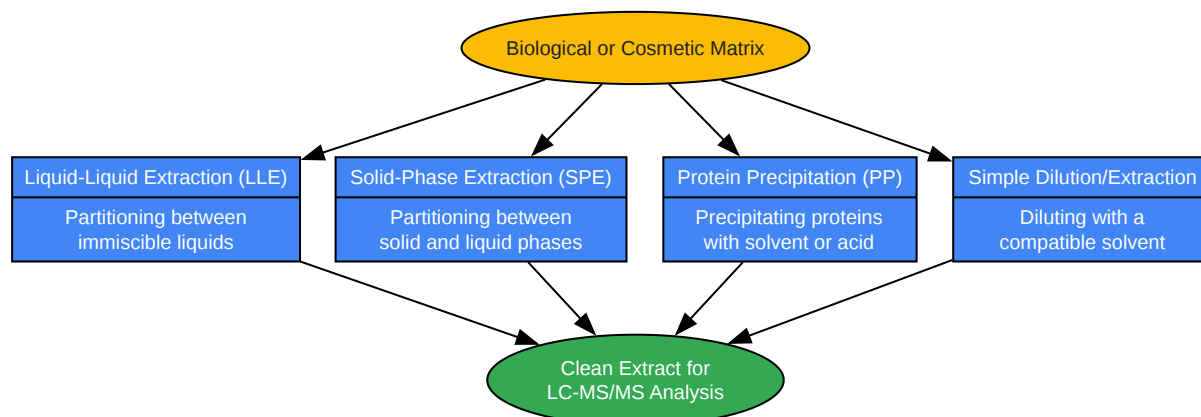 Biological or Cosmetic Matrix
Liquid-Liquid Extraction (LLE)
Partitioning between
immiscible liquids
Solid-Phase Extraction (SPE)
Partitioning between
solid and liquid phases
Protein Precipitation (PP)
Precipitating proteins
with solvent or acid
Simple Dilution/Extraction
Diluting with a
compatible solvent
Clean Extract for
LC-MS/MS Analysis